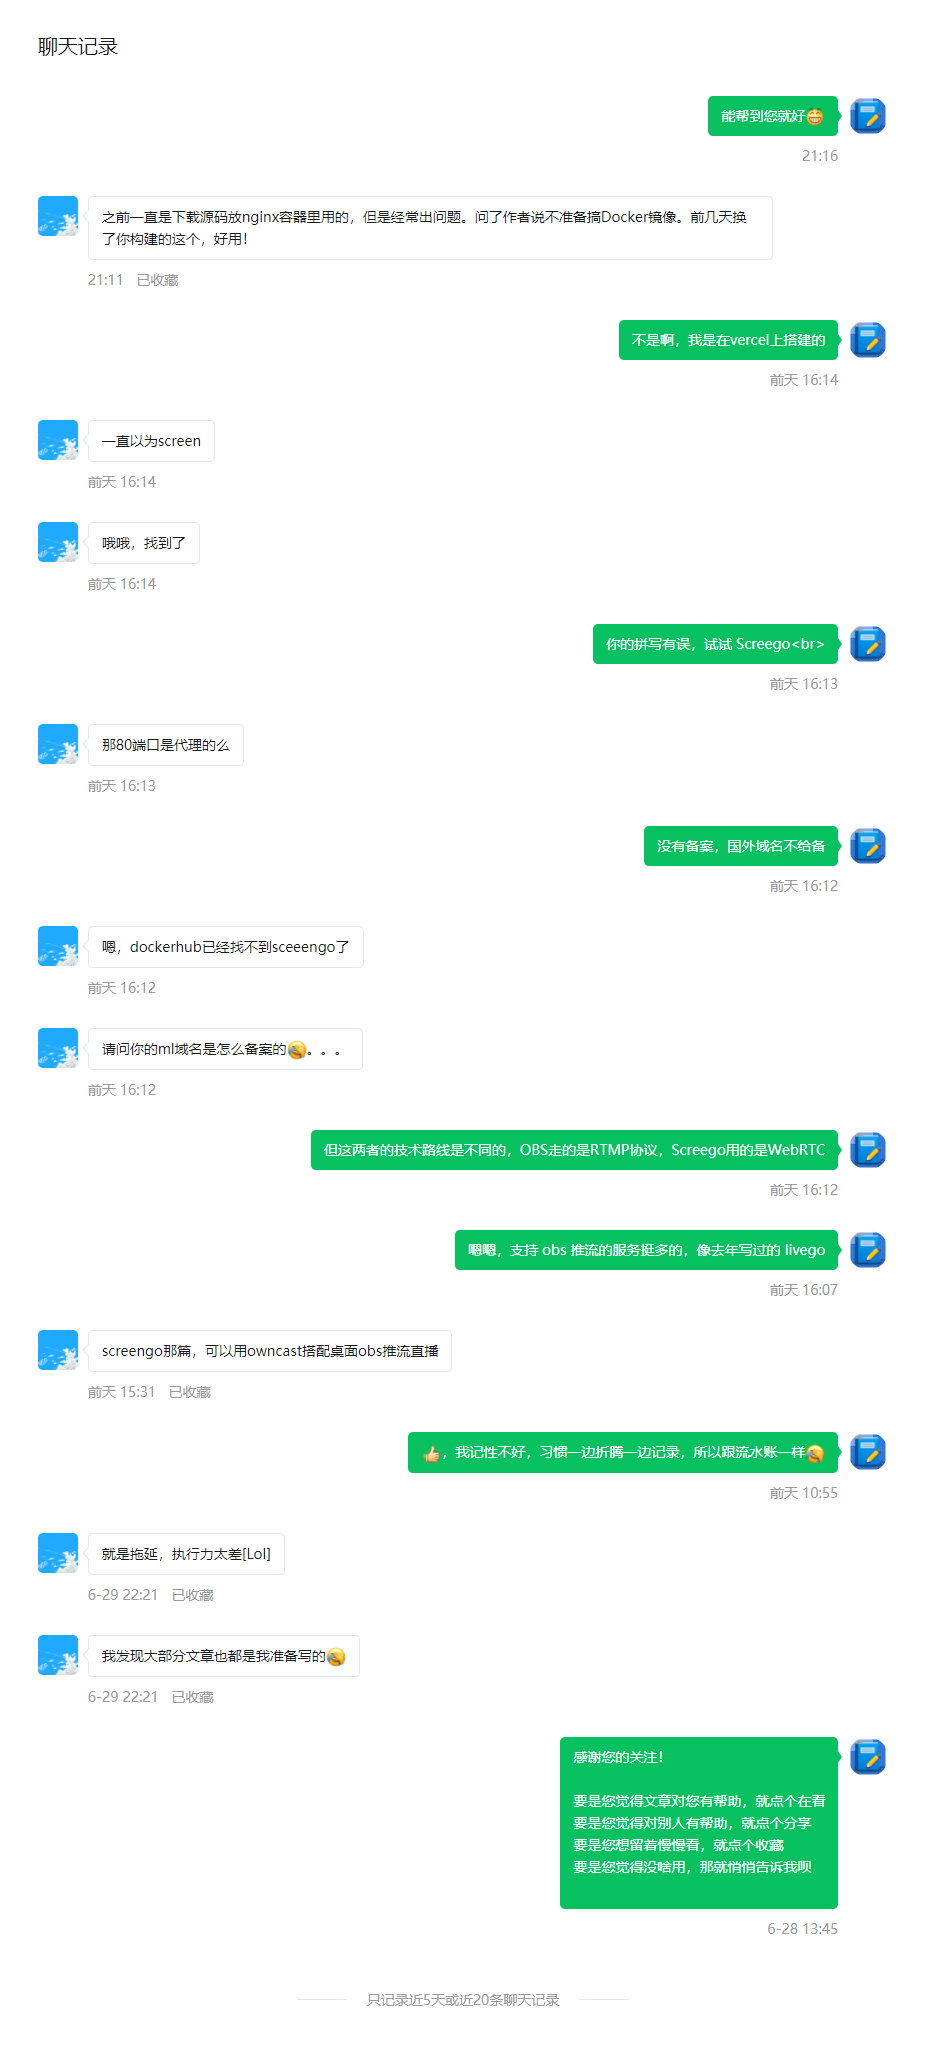 聊天记录
能帮到您就好
21:16
之前一直是下载源码放nginx容器里用的，但是经常出问题。问了作者说不准备搞Docker镜像。前几天换
了你构建的这个，好用！
21:11 已收藏
不是啊，我是在vercel上搭建的
前天 16:14
一直以为screen
前天 16:14
哦哦，找到了
前天 16:14
你的拼写有误，试试 Screego<br>
前天 16:13
那80端口是代理的么
前天 16:13
没有备案，国外域名不给备
前天 16:12
嗯，dockerhub已经找不到sceeengo了
前天 16:12
请问你的ml域名是怎么备案的。。。
前天 16:12
但这两者的技术路线是不同的，OBS走的是RTMP协议，Screego用的是WebRTC
前天 16:12
嗯嗯，支持 obs 推流的服务挺多的，像去年写过的 livego
前天 16:07
screengo那篇，可以用owncast搭配桌面obs推流直播
前天 15:31 已收藏
，我记性不好，习惯一边折腾一边记录，所以跟流水账一样
前天 10:55
就是拖延，执行力太差[Lol]
6-29 22:21 已收藏
我发现大部分文章也都是我准备写的
6-29 22:21 已收藏
感谢您的关注！
要是您觉得文章对您有帮助，就点个在看
要是您觉得对别人有帮助，就点个分享
要是您想留着慢慢看，就点个收藏
要是您觉得没啥用，那就悄悄告诉我呗
6-28 13:45
只记录近5天或近20条聊天记录